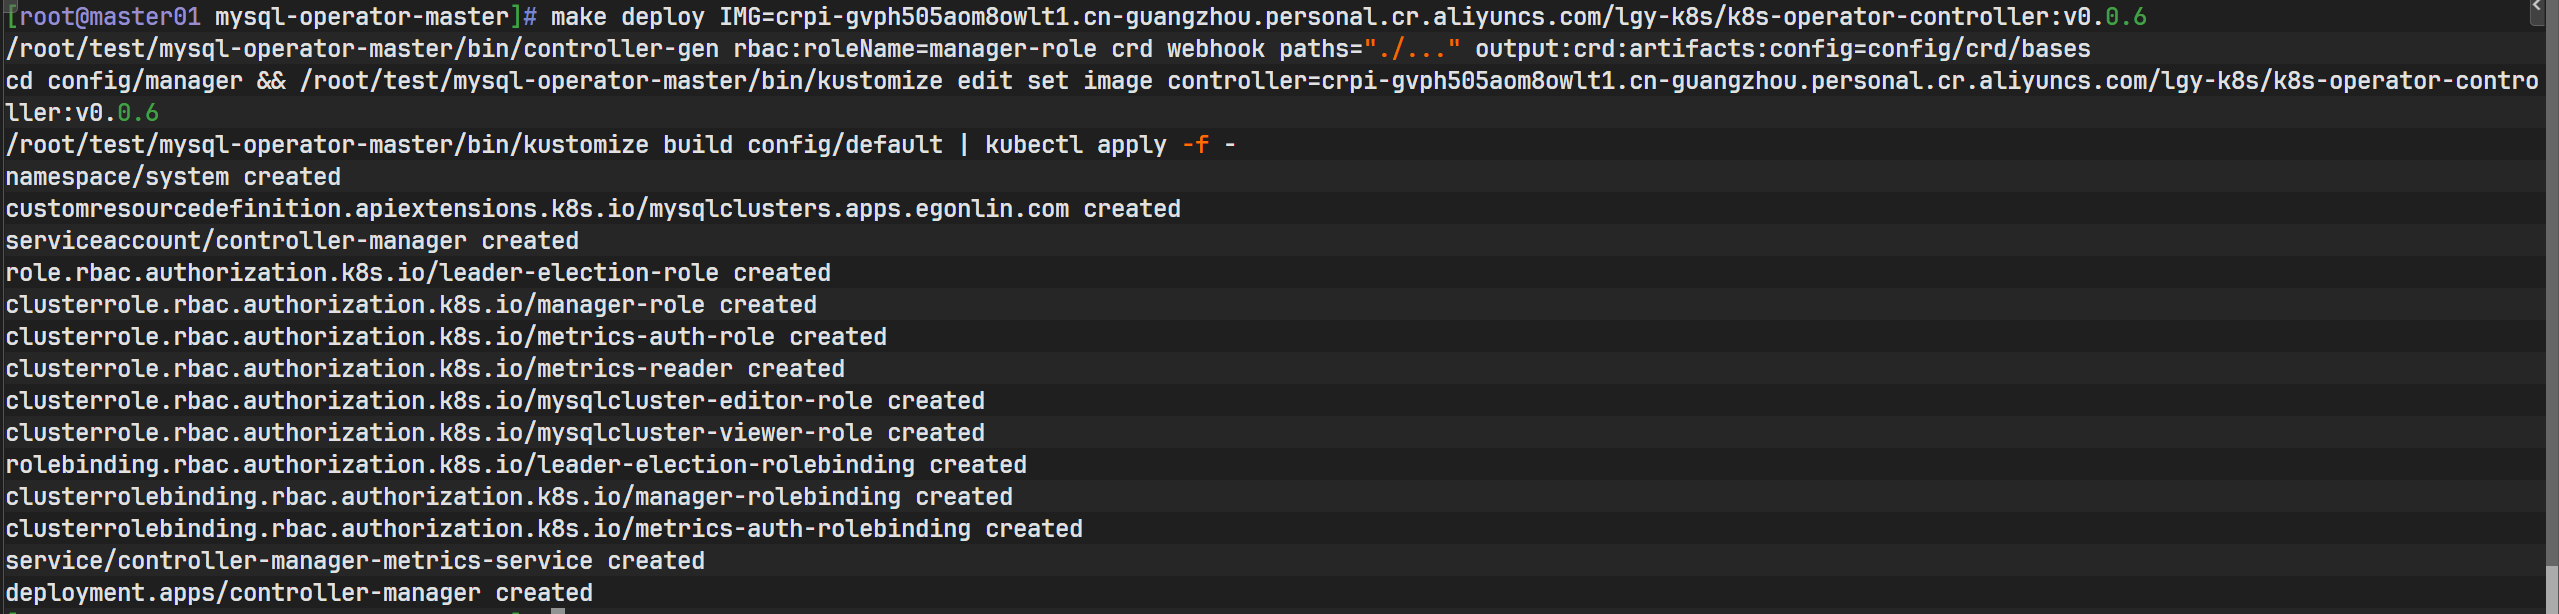 [root@master01 mysql-operator-master]# make deploy IMG=crpi-gvph505aom8owlt1.cn-guangzhou.personal.cr.aliyuncs.com/lgy-k8s/k8s-operator-controller:v0.0.6
/root/test/mysql-operator-master/bin/controller-gen rbac:roleName=manager-role crd webhook paths="./..." output:crd:artifacts:config=config/crd/bases
cd config/manager && /root/test/mysql-operator-master/bin/kustomize edit set image controller=crpi-gvph505aom8owlt1.cn-guangzhou.personal.cr.aliyuncs.com/lgy-k8s/k8s-operator-contro
ller:v0.0.6
/root/test/mysql-operator-master/bin/kustomize build config/default | kubectl apply -f -
namespace/system created
customresourcedefinition.apiextensions.k8s.io/mysqlclusters.apps.egonlin.com created
serviceaccount/controller-manager created
role.rbac.authorization.k8s.io/leader-election-role created
clusterrole.rbac.authorization.k8s.io/manager-role created
clusterrole.rbac.authorization.k8s.io/metrics-auth-role created
clusterrole.rbac.authorization.k8s.io/metrics-reader created
clusterrole.rbac.authorization.k8s.io/mysqlcluster-editor-role created
clusterrole.rbac.authorization.k8s.io/mysqlcluster-viewer-role created
rolebinding.rbac.authorization.k8s.io/leader-election-rolebinding created
clusterrolebinding.rbac.authorization.k8s.io/manager-rolebinding created
clusterrolebinding.rbac.authorization.k8s.io/metrics-auth-rolebinding created
service/controller-manager-metrics-service created
deployment.apps/controller-manager created